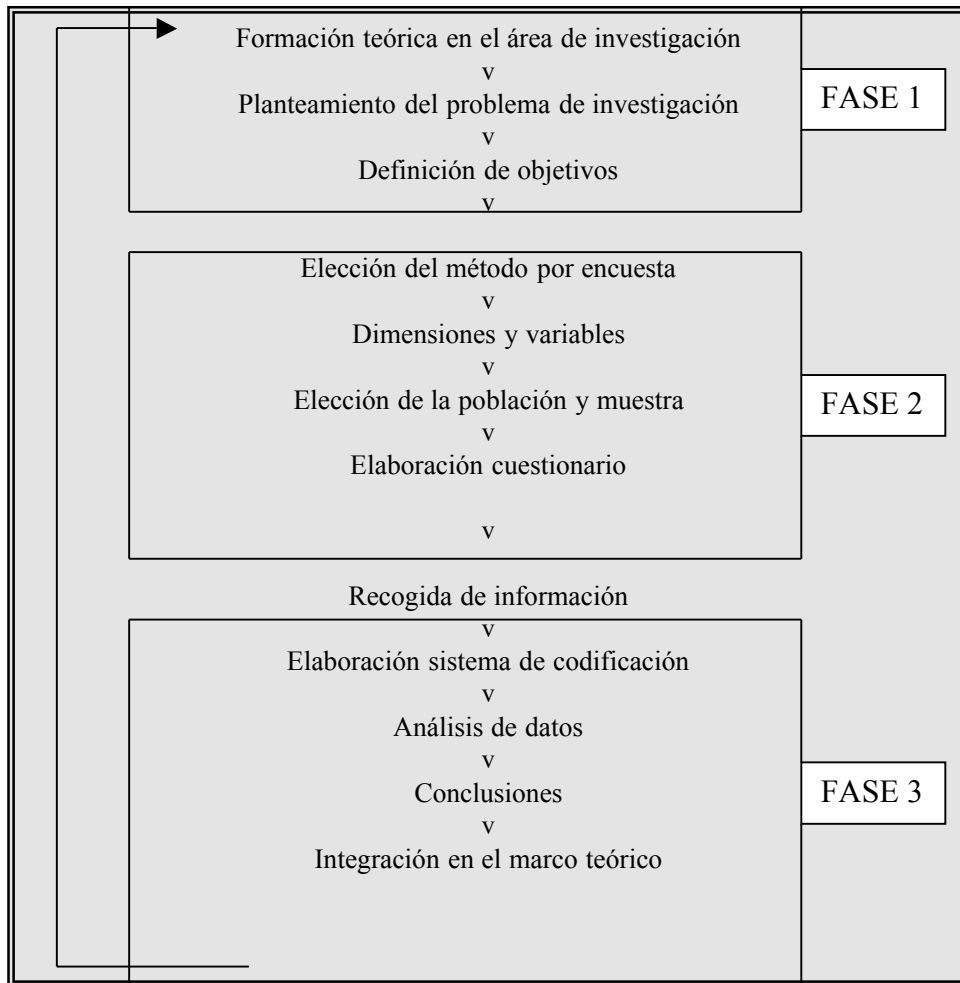 Formación teórica en el área de investigación
v
Planteamiento del problema de investigación
v
Definición de objetivos
v
FASE 1
Elección del método por encuesta
v
Dimensiones y variables
v
Elección de la población y muestra
v
Elaboración cuestionario
v
FASE 2
Recogida de información
v
Elaboración sistema de codificación
v
Análisis de datos
v
Conclusiones
v
Integración en el marco teórico
FASE 3